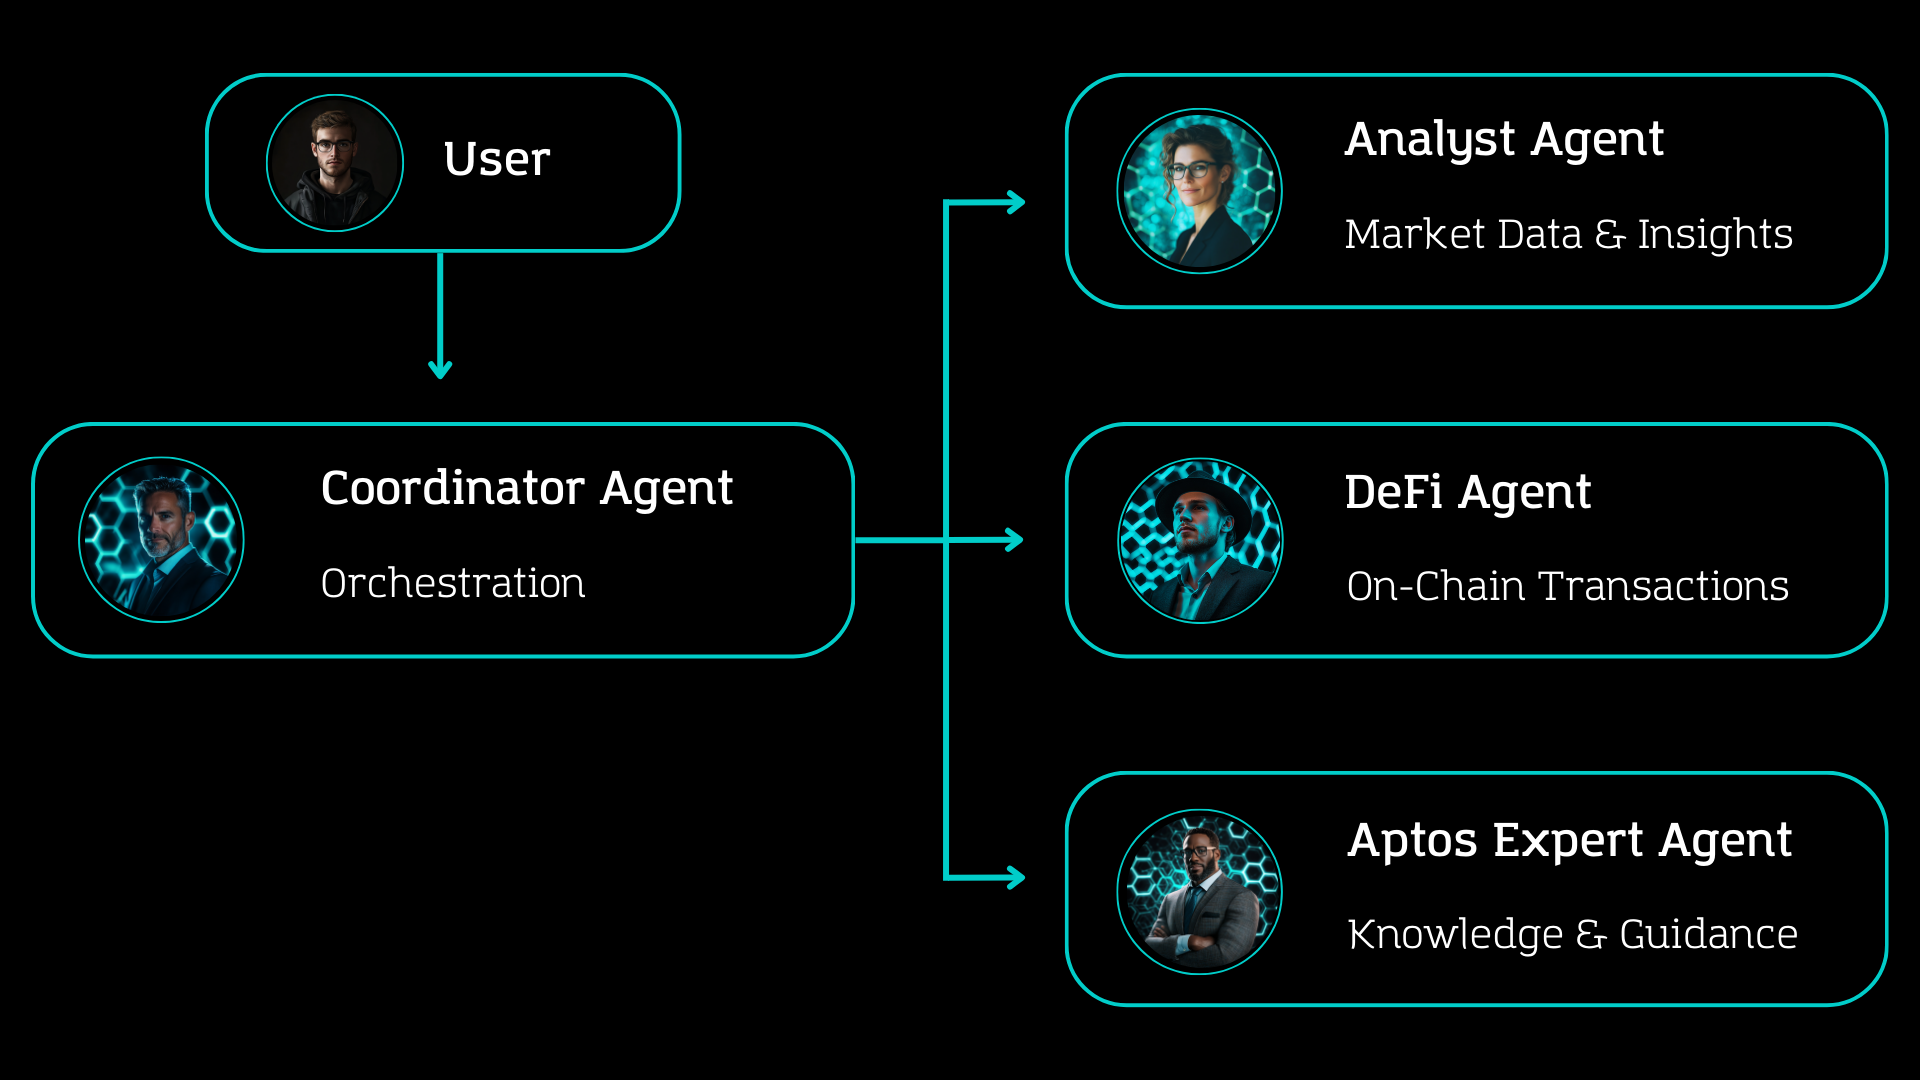 User
Coordinator Agent
Orchestration
Analyst Agent
Market Data & Insights
DeFi Agent
On-Chain Transactions
Aptos Expert Agent
Knowledge & Guidance